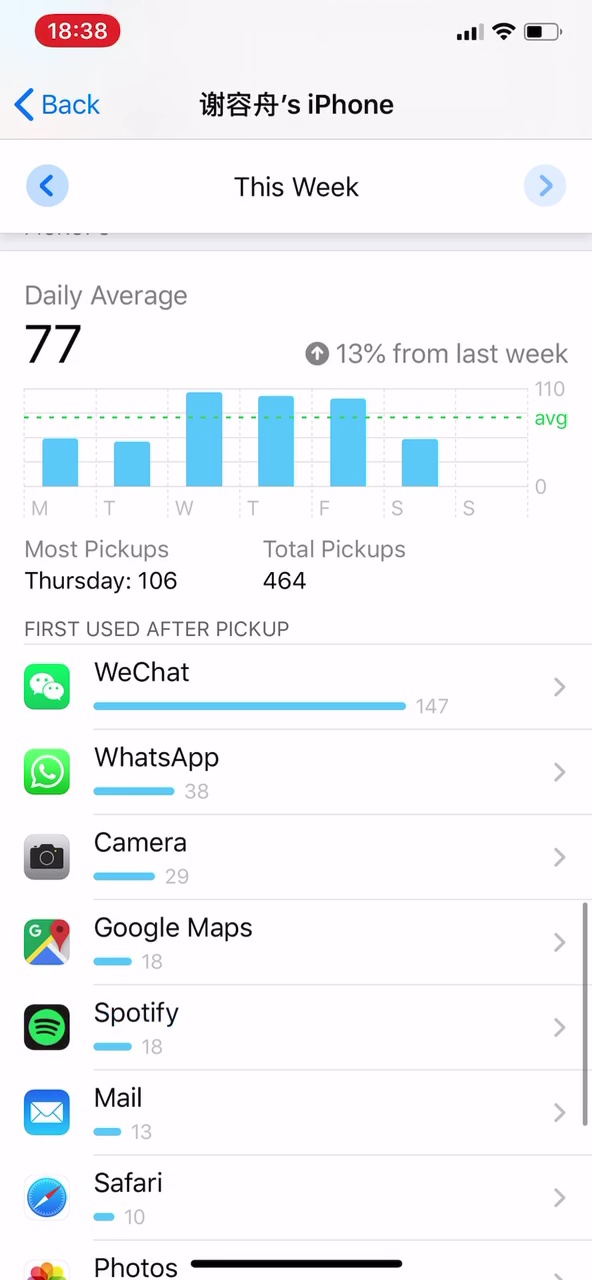 18:38
Back
谢容舟's iPhone
This Week
Daily Average
77
13% from last week
110
avg
0
M T W T F S S
Most Pickups Total Pickups
Thursday: 106 464
FIRST USED AFTER PICKUP
WeChat
147
WhatsApp
38
Camera
29
Google Maps
18
Spotify
18
Mail
13
Safari
10
Photos